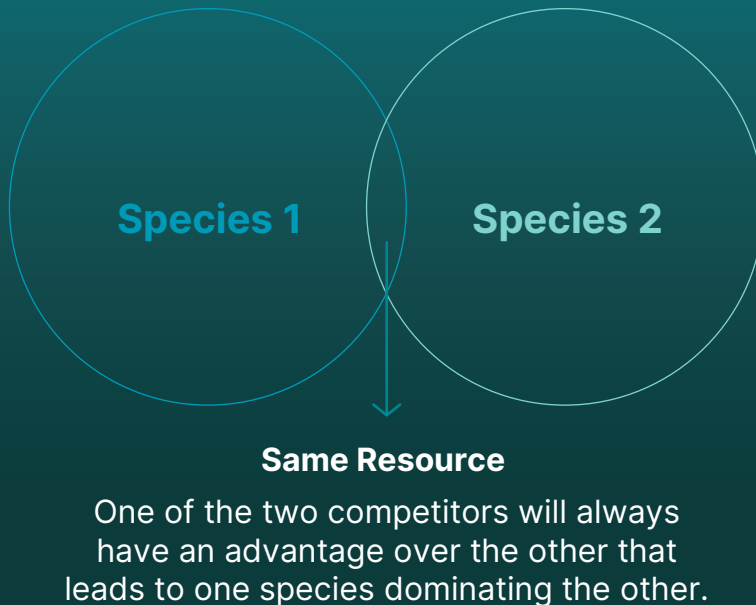 Species 1
Species 2
Same Resource
One of the two competitors will always
have an advantage over the other that
leads to one species dominating the other.